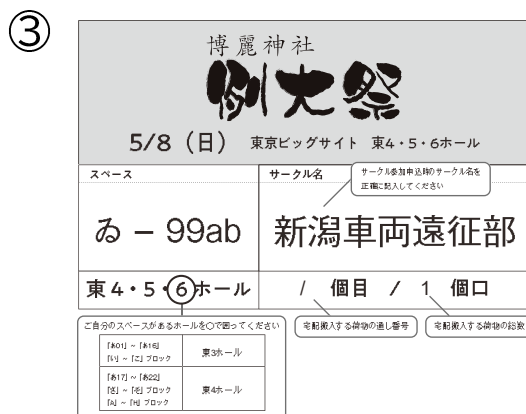 ③
博麗神社
例大祭
5/8（日） 東京ビッグサイト 東4・5・6ホール
スペース
サークル名
サークル参加申込時のサークル名を
正確に記入してください
ゐ － 99ab
新潟車両遠征部
東4・5・6ホール
/ 個目 / 1 個口
ご自分のスペースがあるホールを○で囲ってください
宅配搬入する荷物の通し番号
宅配搬入する荷物の総数
「あ01」～「あ16」
「い」～「こ」ブロック
東3ホール
「あ17」～「あ22」
「さ」～「そ」ブロック
「A」～「H」ブロック
東4ホール